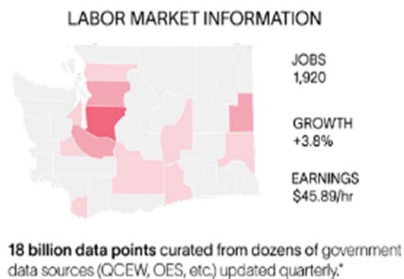 LABOR MARKET INFORMATION
JOBS
1,920
GROWTH
+3.8%
EARNINGS
$45.89/hr
18 billion data points curated from dozens of government
data sources (QCEW, OES, etc.) updated quarterly.*